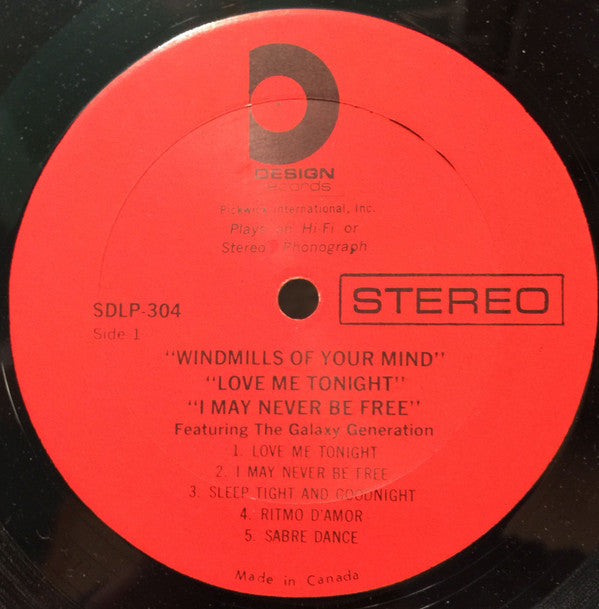 DESIGN
Records
Pickwick International, Inc.
Plays on Hi-Fi or
Stereo Phonograph
STEREO
SDLP-304
Side 1
"WINDMILLS OF YOUR MIND"
"LOVE ME TONIGHT"
"I MAY NEVER BE FREE"
Featuring The Galaxy Generation
1. LOVE ME TONIGHT
2. I MAY NEVER BE FREE
3. SLEEP TIGHT AND GOODNIGHT
4. RITMO D'AMOR
5. SABRE DANCE
Made in Canada